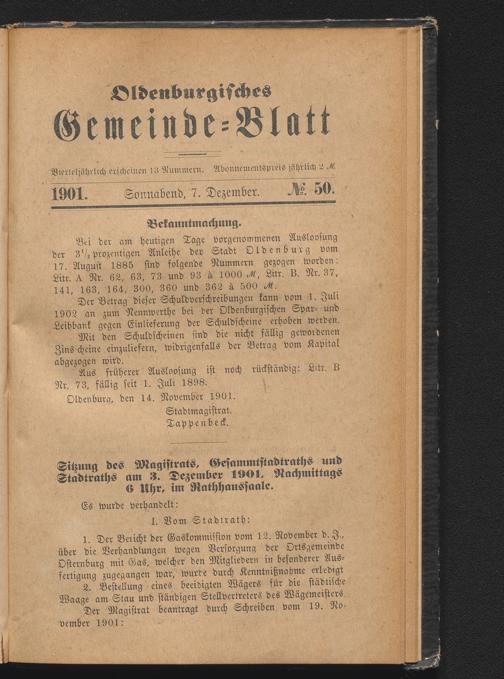 Oldenburgisches
Gemeinde-Blatt
Vierteljährlich erscheinen 13 Nummern. Abonnementspreis jährlich 2 ℳ
1901. Sonnabend, 7. Dezember. № 50.
Bekanntmachung.
Bei der am heutigen Tage vorgenommenen Ausloosung
der 3½prozentigen Anleihe der Stadt Oldenburg vom
17. August 1885 sind folgende Nummern gezogen worden:
Litr. A Nr. 62, 63, 73 und 93 à 1000 ℳ, Litr. B. Nr. 37,
141, 163, 164, 300, 360 und 362 à 500 ℳ.
Der Betrag dieser Schuldverschreibungen kann vom 1. Juli
1902 an zum Nennwerthe bei der Oldenburgischen Spar- und
Leihbank gegen Einlieferung der Schuldscheine erhoben werden.
Mit den Schuldscheinen sind die nicht fällig gewordenen
Zinsscheine einzuliefern, widrigenfalls der Betrag vom Kapital
abgezogen wird.
Aus früherer Ausloosung ist noch rückständig: Litr. B
Nr. 73, fällig seit 1. Juli 1898.
Oldenburg, den 14. November 1901.
Stadtmagistrat.
Tappenbeck.
Sitzung des Magistrats, Gesammtstadtraths und
Stadtraths am 3. Dezember 1901, Nachmittags
6 Uhr, im Rathhaussaale.
Es wurde verhandelt:
I. Vom Stadtrath:
1. Der Bericht der Gaskommission vom 12. November d. J.,
über die Verhandlungen wegen Versorgung der Ortsgemeinde
Osternburg mit Gas, welcher den Mitgliedern in besonderer Aus-
fertigung zugegangen war, wurde durch Kenntnißnahme erledigt
2. Bestellung eines beeidigten Wägers für die städtische
Waage am Stau und ständigen Stellvertreters des Wägemeisters
Der Magistrat beantragt durch Schreiben vom 19. No-
vember 1901: